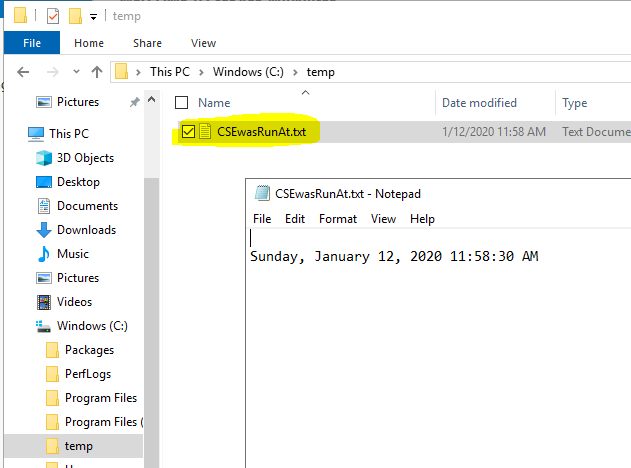 temp
File
Home
Share
View
This PC > Windows (C:) > temp
Pictures
This PC
3D Objects
Desktop
Documents
Downloads
Music
Pictures
Videos
Windows (C:)
Packages
PerfLogs
Program Files
Program Files (
temp
Name
Date modified
Type
CSEwasRunAt.txt
1/12/2020 11:58 AM
Text Docume
CSEwasRunAt.txt - Notepad
File Edit Format View Help
Sunday, January 12, 2020 11:58:30 AM